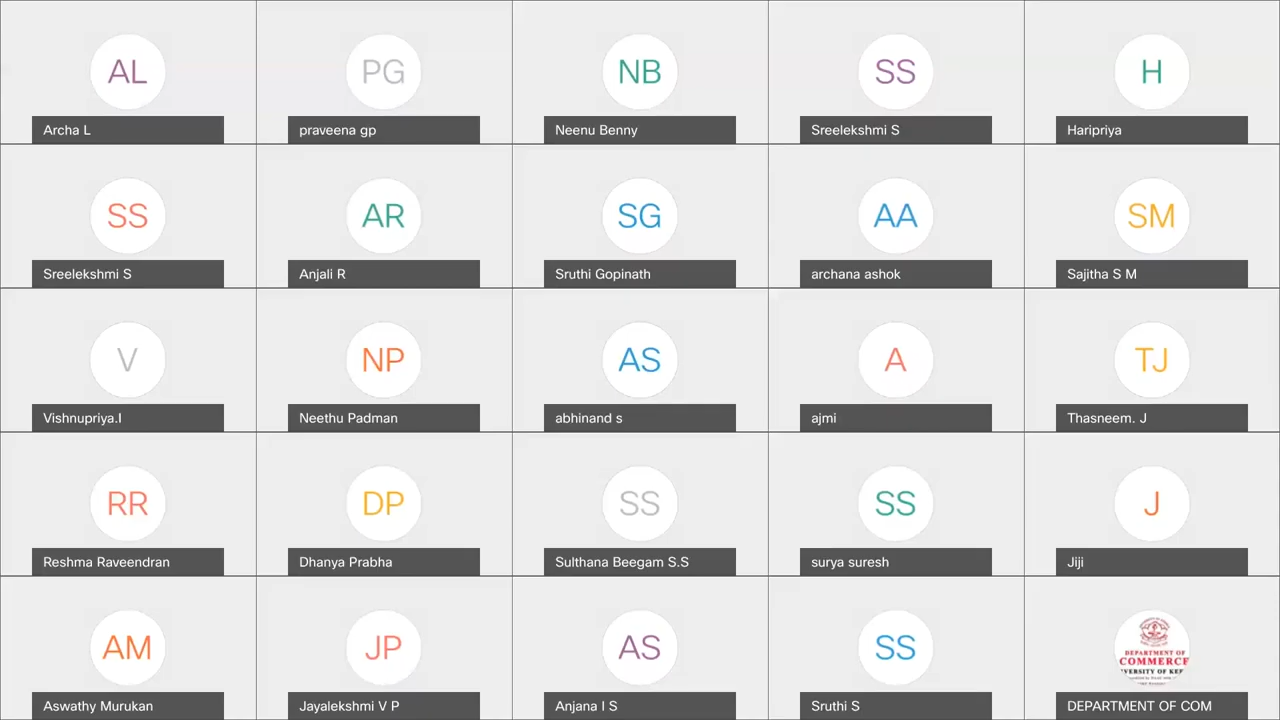 AL
Archa L
PG
praveena gp
NB
Neenu Benny
SS
Sreelekshmi S
H
Haripriya
SS
Sreelekshmi S
AR
Anjali R
SG
Sruthi Gopinath
AA
archana ashok
SM
Sajitha S M
V
Vishnupriya.I
NP
Neethu Padman
AS
abhinand s
A
ajmi
TJ
Thasneem. J
RR
Reshma Raveendran
DP
Dhanya Prabha
SS
Sulthana Beegam S.S
SS
surya suresh
J
Jiji
AM
Aswathy Murukan
JP
Jayalekshmi V P
AS
Anjana I S
SS
Sruthi S
DEPARTMENT OF
COMMERCE
VERSITY OF KER
DEPARTMENT OF COM